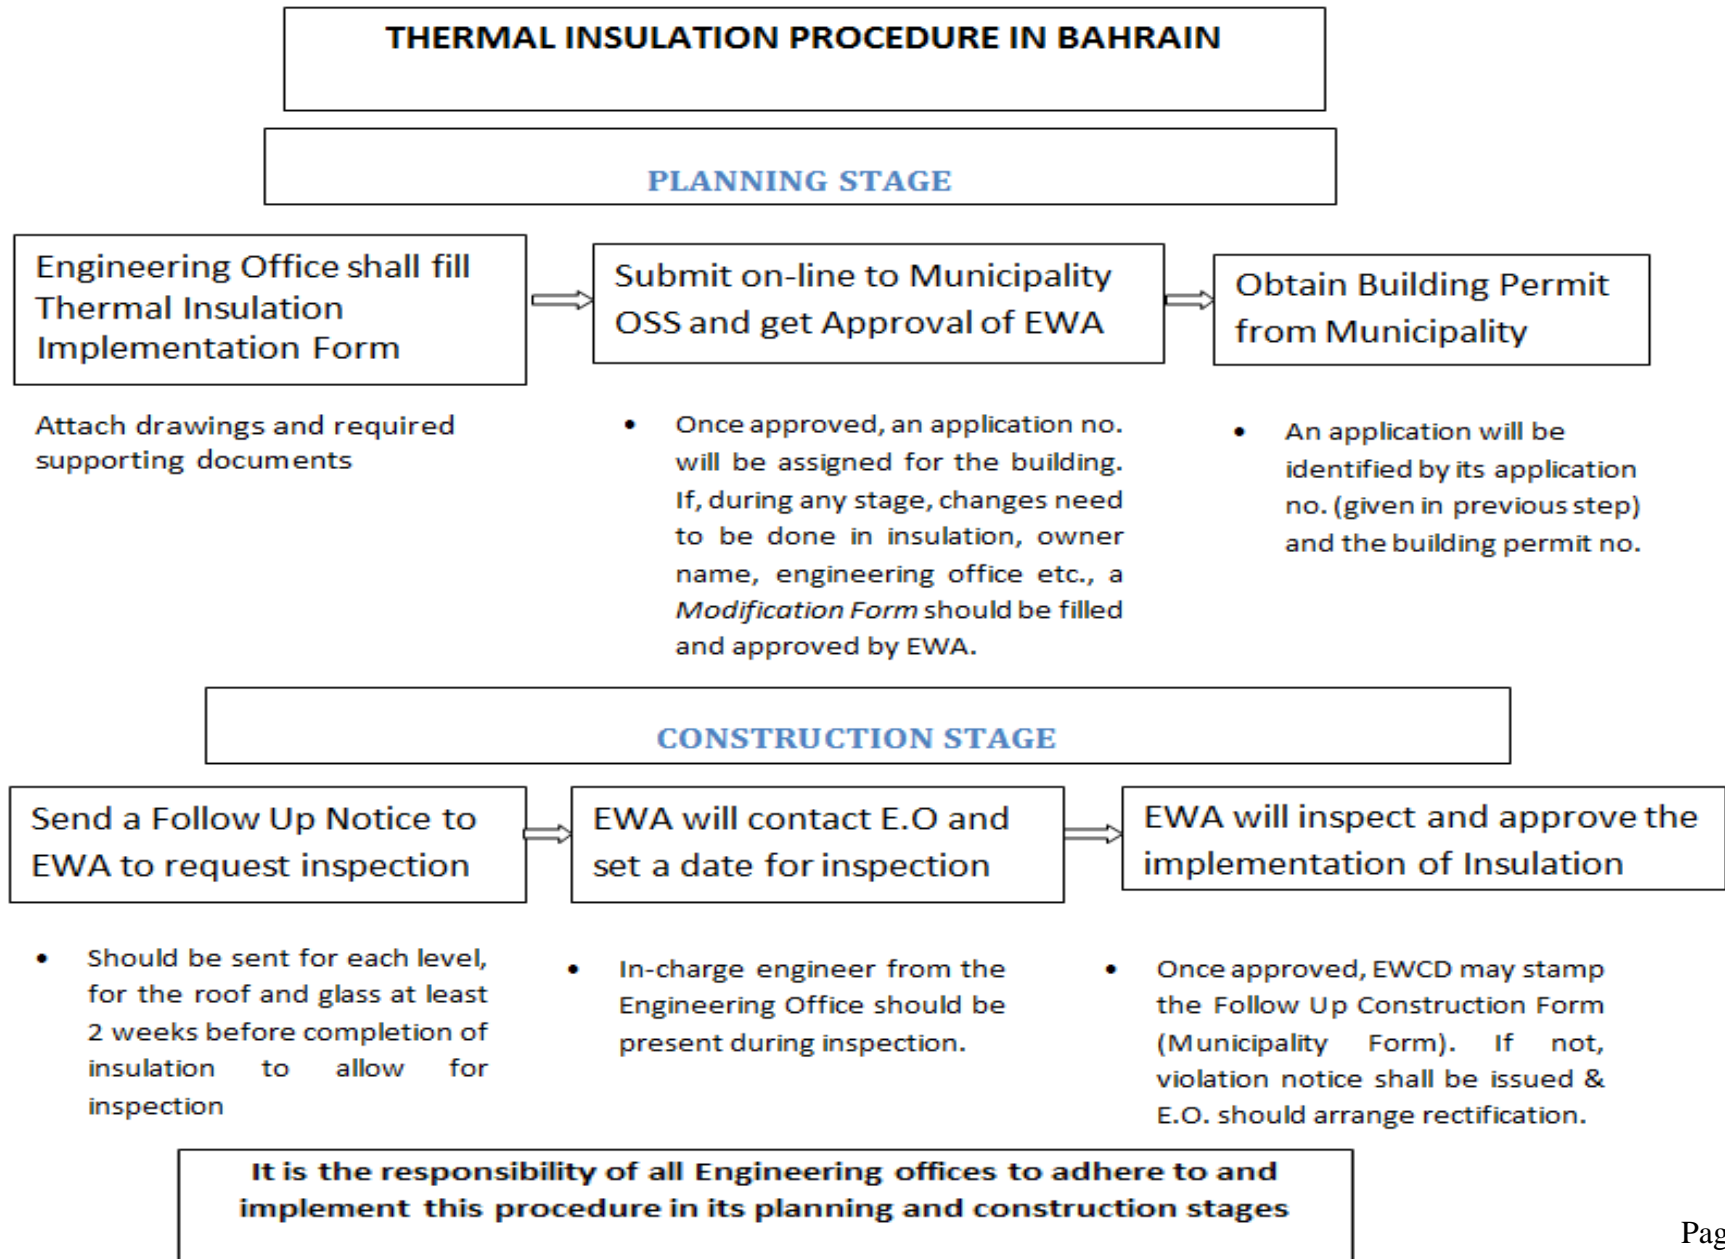 THERMAL INSULATION PROCEDURE IN BAHRAIN
PLANNING STAGE
Engineering Office shall fill
Thermal Insulation
Implementation Form
Submit on-line to Municipality
OSS and get Approval of EWA
Obtain Building Permit
from Municipality
Attach drawings and required
supporting documents
• Once approved, an application no.
will be assigned for the building.
If, during any stage, changes need
to be done in insulation, owner
name, engineering office etc., a
Modification Form should be filled
and approved by EWA.
• An application will be
identified by its application
no. (given in previous step)
and the building permit no.
CONSTRUCTION STAGE
Send a Follow Up Notice to
EWA to request inspection
EWA will contact E.O and
set a date for inspection
EWA will inspect and approve the
implementation of Insulation
• Should be sent for each level,
for the roof and glass at least
2 weeks before completion of
insulation to allow for
inspection
• In-charge engineer from the
Engineering Office should be
present during inspection.
• Once approved, EWCD may stamp
the Follow Up Construction Form
(Municipality Form). If not,
violation notice shall be issued &
E.O. should arrange rectification.
It is the responsibility of all Engineering offices to adhere to and
implement this procedure in its planning and construction stages
Pag